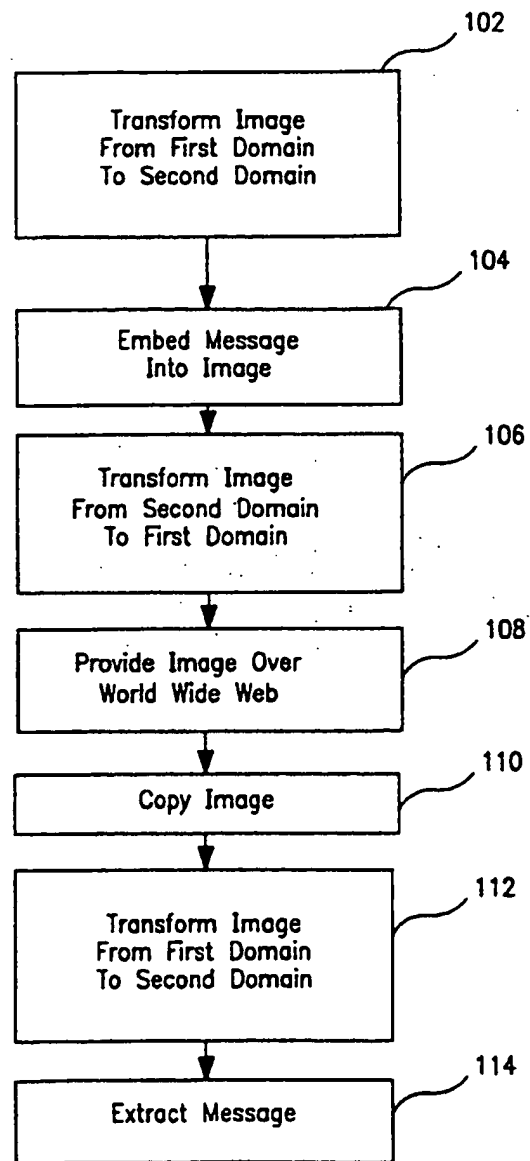 102
Transform Image
From First Domain
To Second Domain
104
Embed Message
Into Image
106
Transform Image
From Second Domain
To First Domain
108
Provide Image Over
World Wide Web
110
Copy Image
112
Transform Image
From First Domain
To Second Domain
114
Extract Message